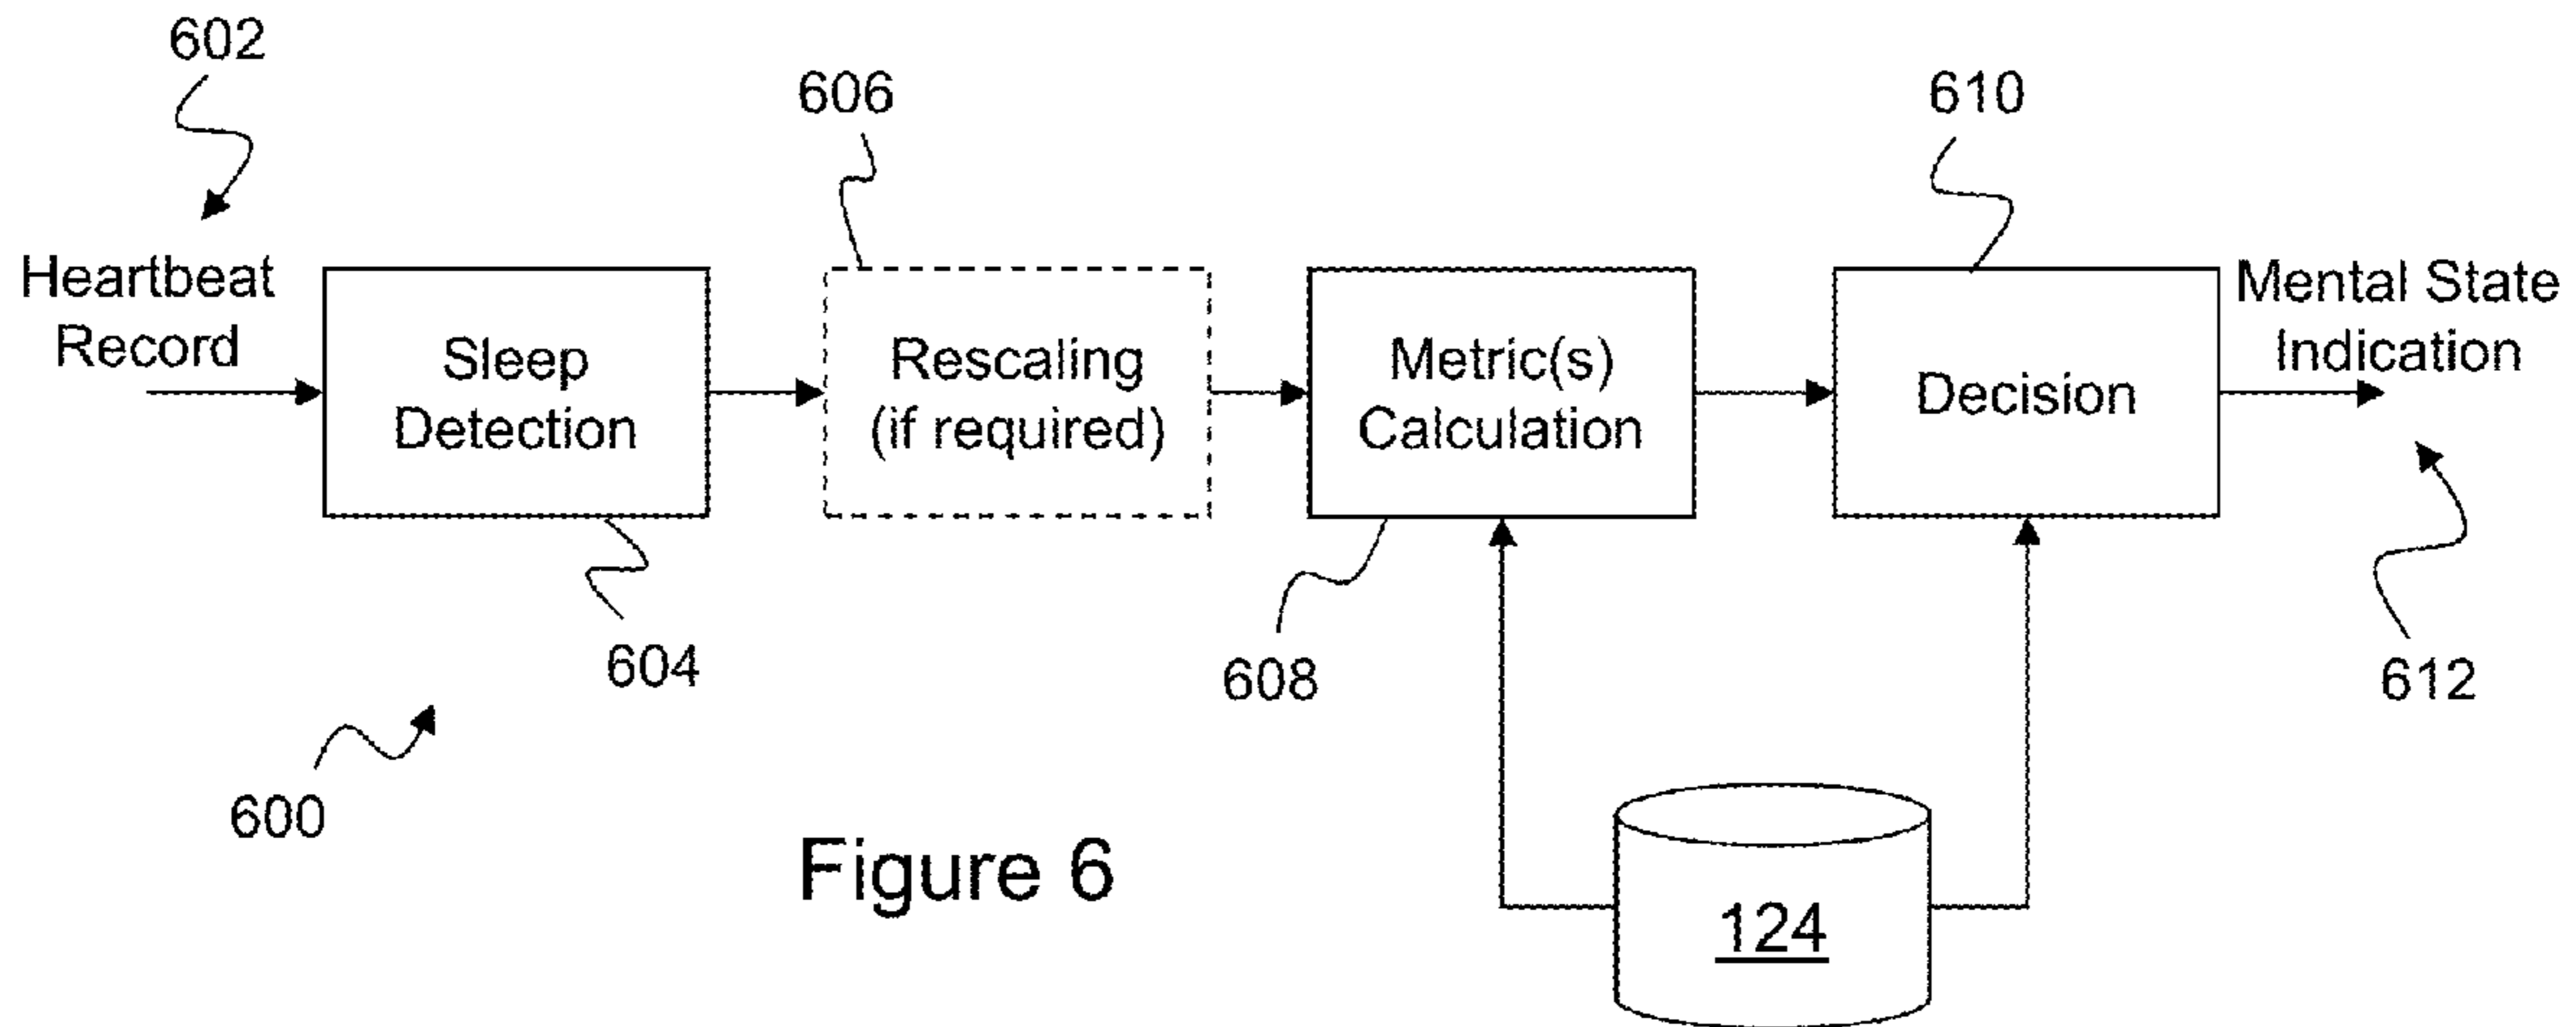 602
606
610
Heartbeat
Record
Sleep
Detection
Rescaling
(if required)
Metric(s)
Calculation
Decision
Mental State
Indication
604
608
612
600
Figure 6
124